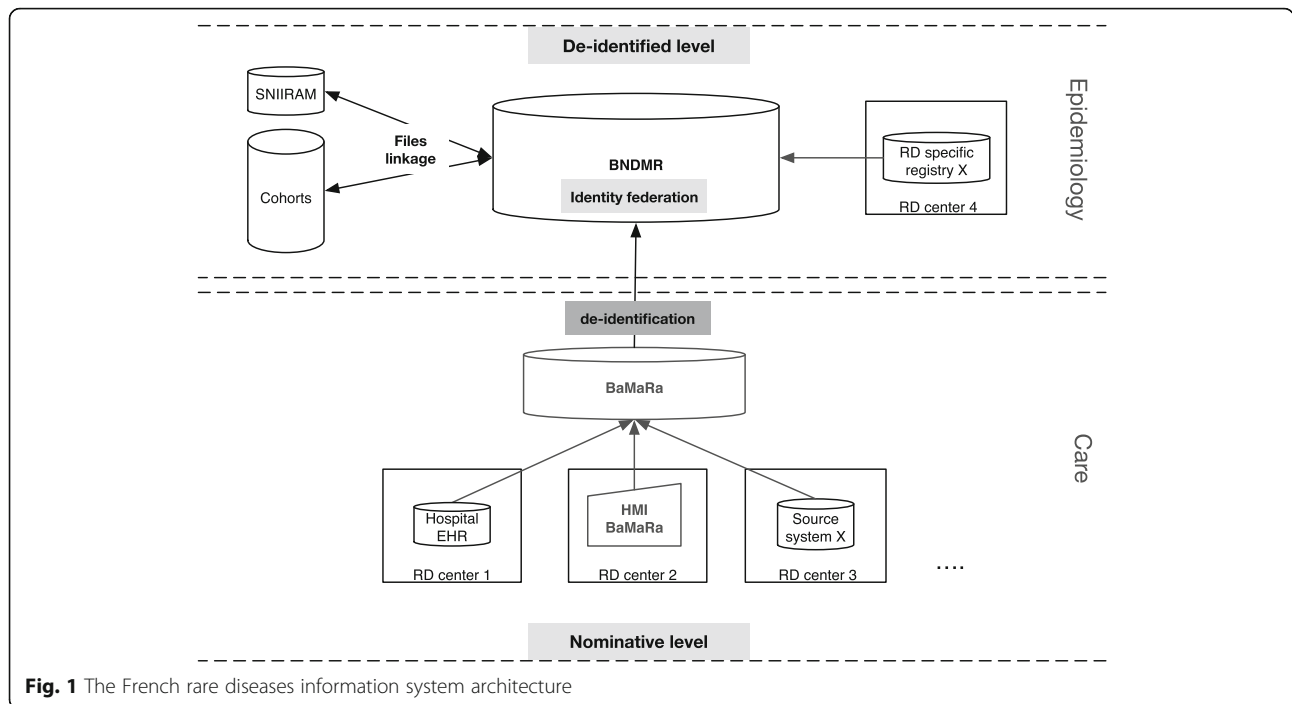 De-identified level
SNIIRAM
Cohorts
Files
linkage
BNDMR
Identity federation
RD specific
registry X
RD center 4
Epidemiology
de-identification
BaMaRa
Care
Hospital
EHR
RD center 1
HMI
BaMaRa
RD center 2
Source
system X
RD center 3
....
Nominative level
Fig. 1 The French rare diseases information system architecture